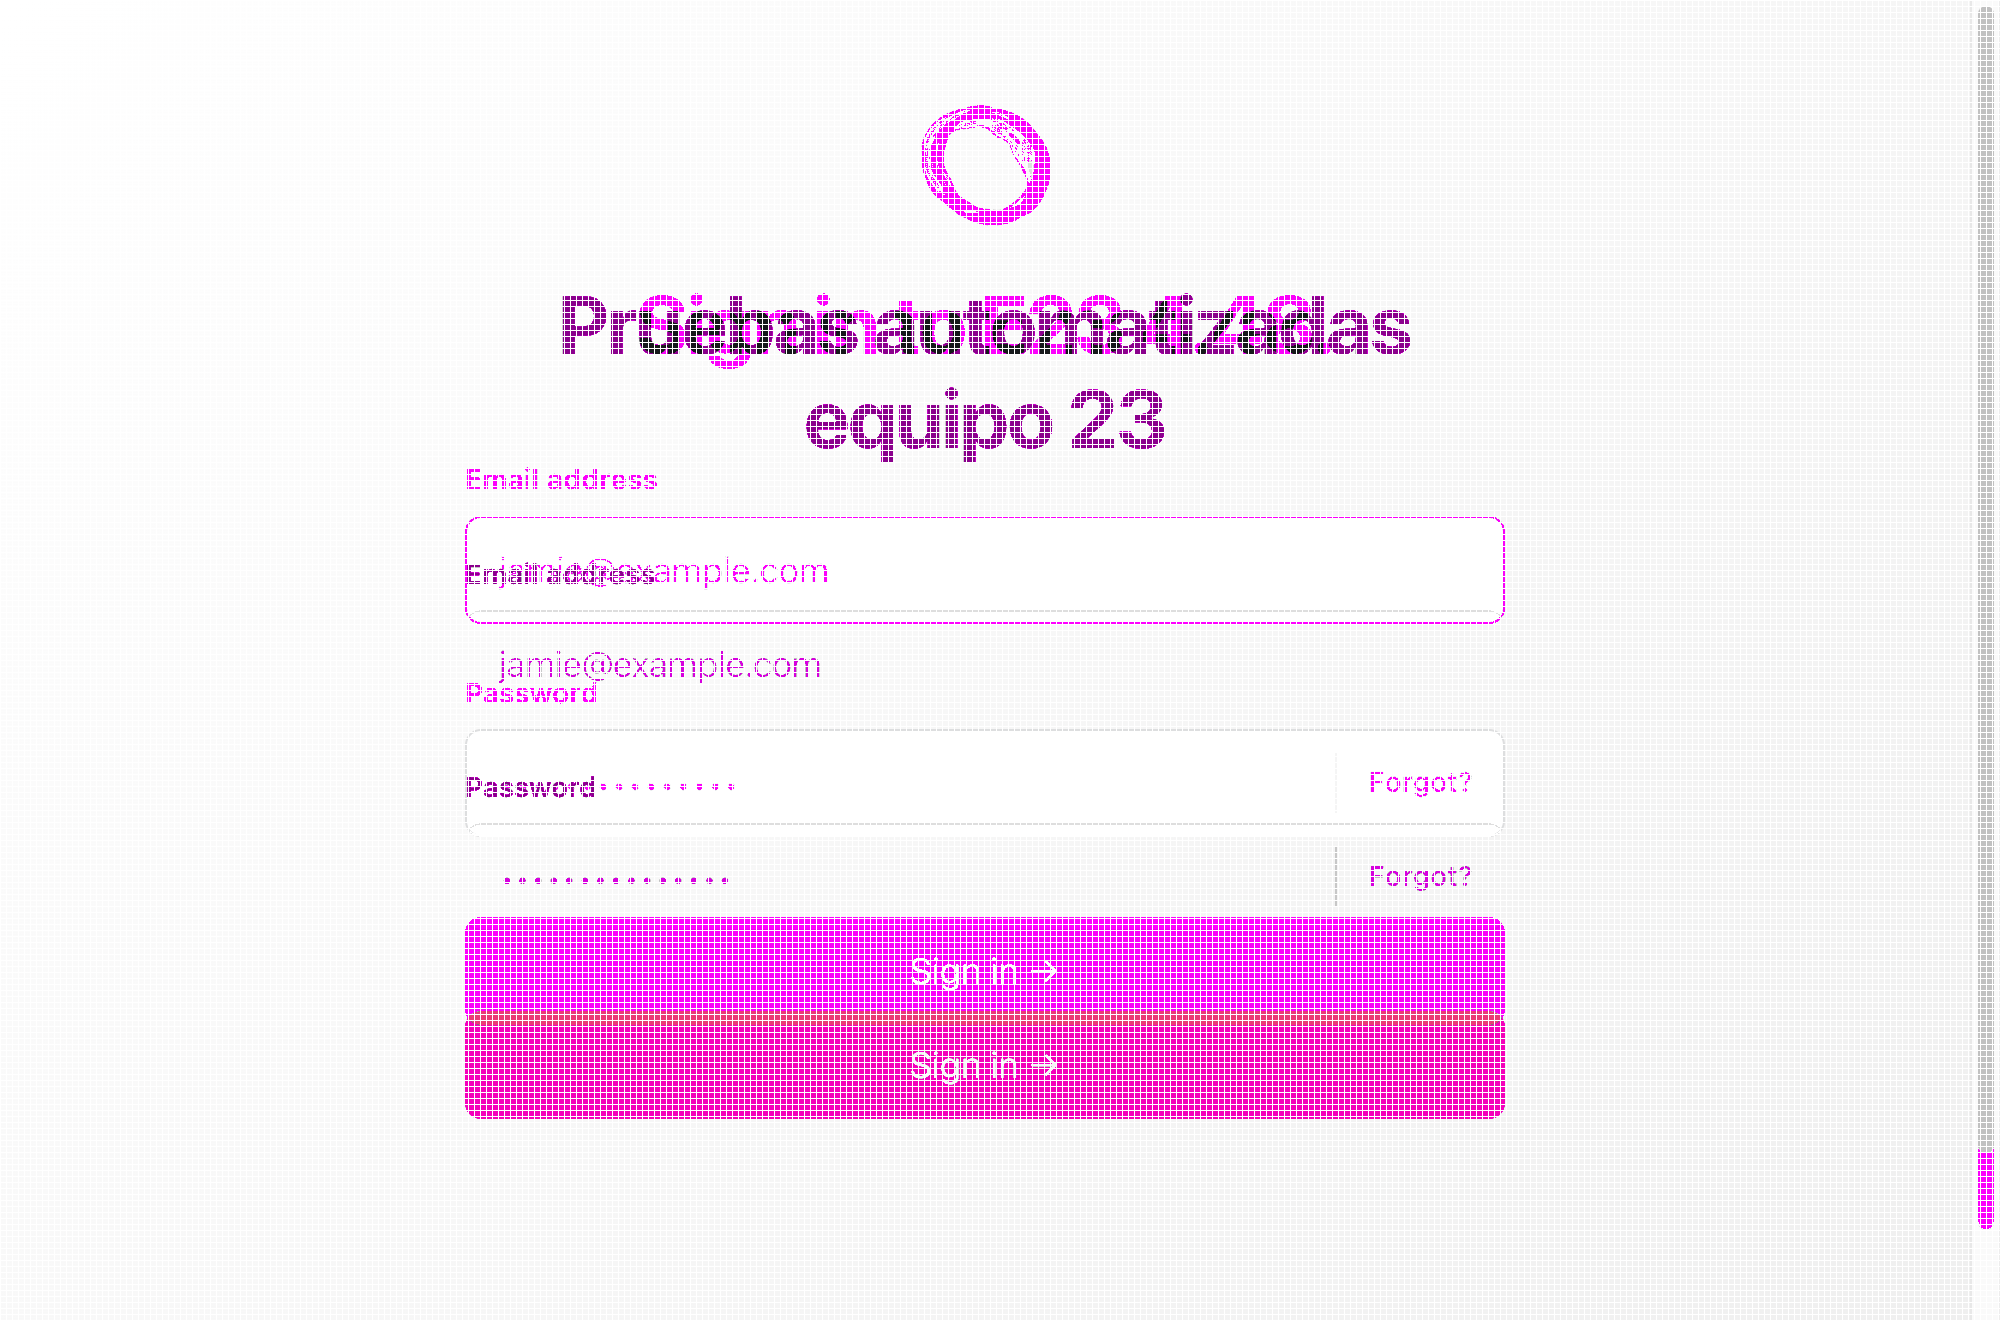 Pruebas automatizadas
equipo 23
Email address
jamie@example.com
Email address
jamie@example.com
Password
Forgot?
Password
Forgot?
Sign in →
Sign in →